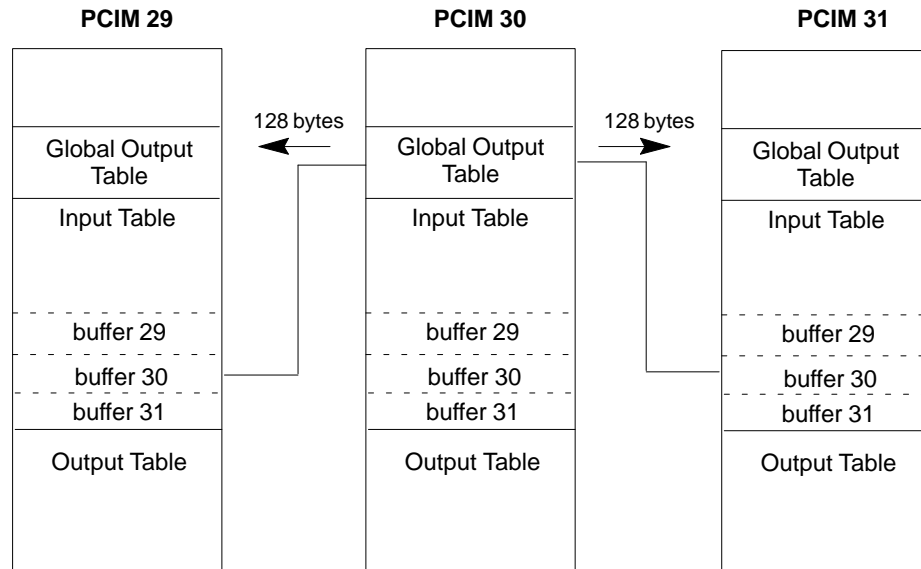 PCIM 29
PCIM 30
PCIM 31
128 bytes
128 bytes
Global Output
Table
Global Output
Table
Global Output
Table
Input Table
Input Table
Input Table
buffer 29
buffer 29
buffer 29
buffer 30
buffer 30
buffer 30
buffer 31
buffer 31
buffer 31
Output Table
Output Table
Output Table